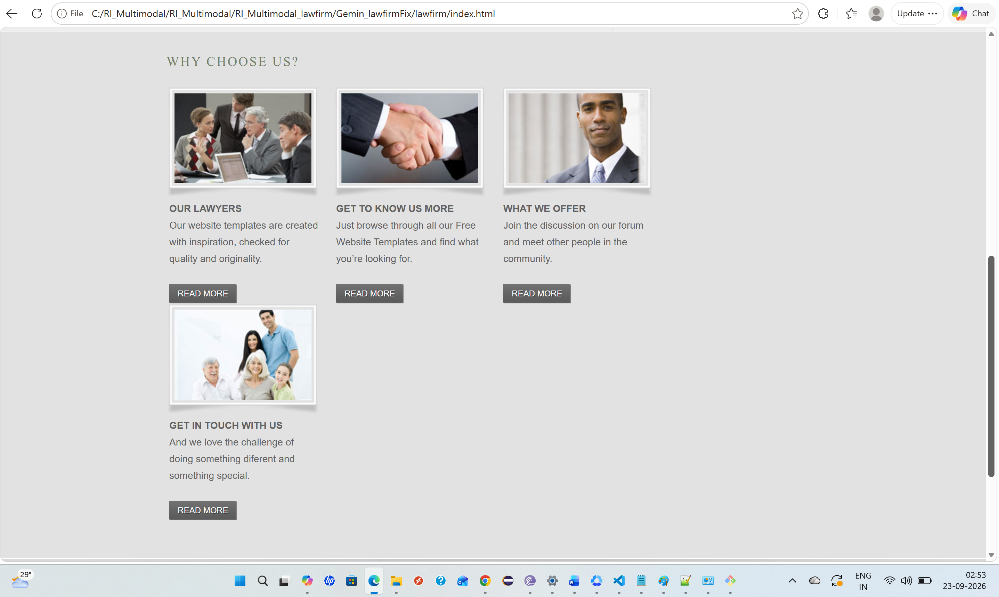 File C:/RI_Multimodal/RI_Multimodal/RI_Multimodal_lawfirm/Gemin_lawfirmFix/lawfirm/index.html
Update
Chat
WHY CHOOSE US?
OUR LAWYERS
Our website templates are created
with inspiration, checked for
quality and originality.
READ MORE
GET TO KNOW US MORE
Just browse through all our Free
Website Templates and find what
you’re looking for.
READ MORE
WHAT WE OFFER
Join the discussion on our forum
and meet other people in the
community.
READ MORE
GET IN TOUCH WITH US
And we love the challenge of
doing something diferent and
something special.
READ MORE
29°
hp
ENG
IN
02:53
23-09-2026